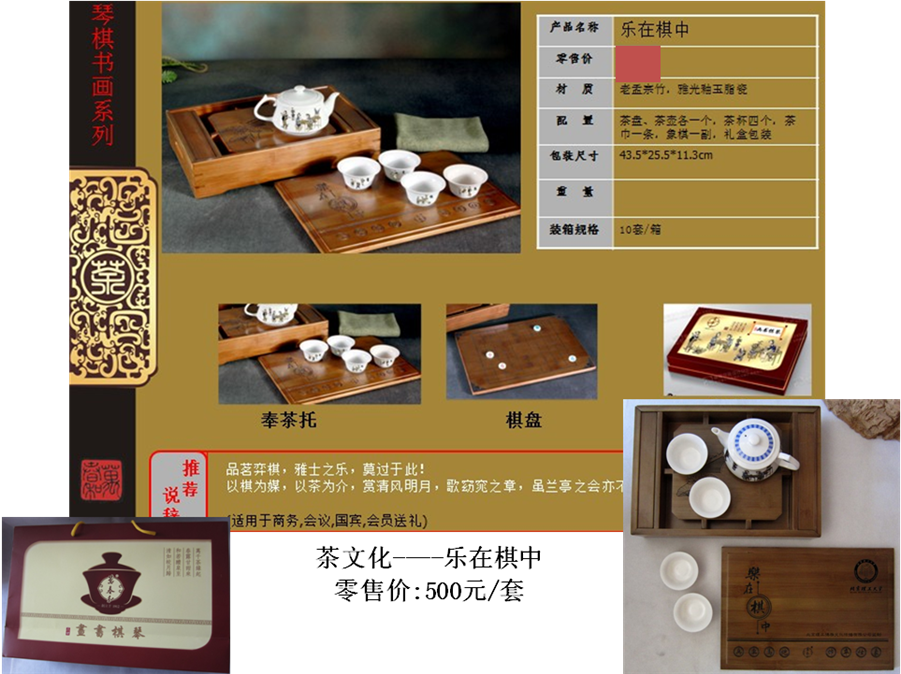 琴棋书画系列
茶
产品名称 乐在棋中
零售价
材 质 老孟宗竹，雅光釉玉脂瓷
配 置 茶盘、茶壶各一个，茶杯四个，茶
巾一条，象棋一副，礼盒包装
包装尺寸 43.5*25.5*11.3cm
重 量
装箱规格 10套/箱
奉茶托
棋盘
推荐
说辞
品茗弈棋，雅士之乐，莫过于此！
以棋为媒，以茶为介，赏清风明月，歌窈窕之章，虽兰亭之会亦不
(适用于商务,会议,国宾,会员送礼)
茶文化----乐在棋中
零售价:500元/套
畫書棋琴
樂在棋中